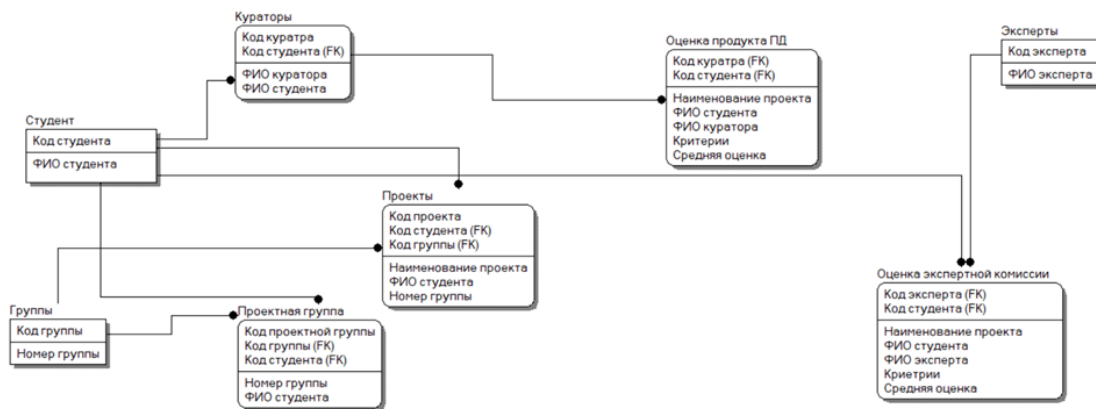 Кураторы
Код куратра
Код студента (FK)
ФИО куратора
ФИО студента
Оценка продукта ПД
Код куратра (FK)
Код студента (FK)
Наименование проекта
ФИО студента
ФИО куратора
Критерии
Средняя оценка
Эксперты
Код эксперта
ФИО эксперта
Студент
Код студента
ФИО студента
Проекты
Код проекта
Код студента (FK)
Код группы (FK)
Наименование проекта
ФИО студента
Номер группы
Группы
Код группы
Номер группы
Проектная группа
Код проектной группы
Код группы (FK)
Код студента (FK)
Номер группы
ФИО студента
Оценка экспертной комиссии
Код эксперта (FK)
Код студента (FK)
Наименование проекта
ФИО студента
ФИО эксперта
Криетрии
Средняя оценка